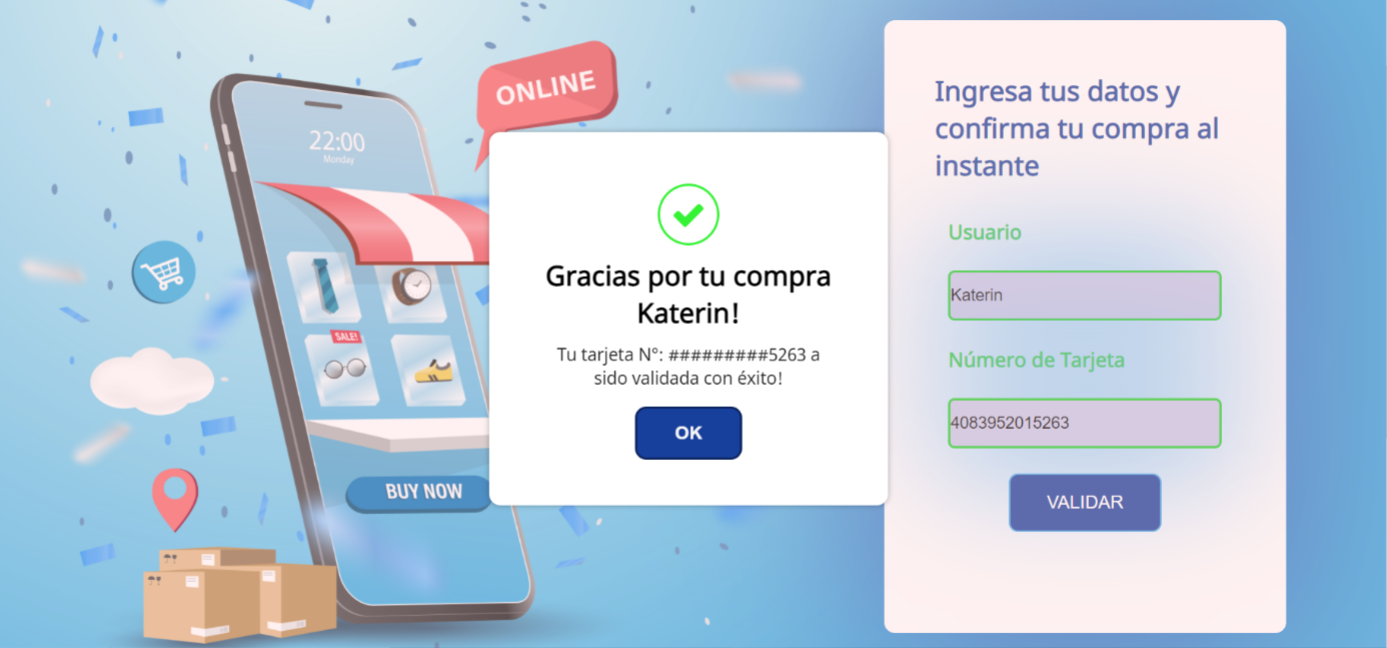 ONLINE
22:00
Monday
SALE!
BUY NOW
Gracias por tu compra
Katerin!
Tu tarjeta N°: #########5263 a
sido validada con éxito!
OK
Ingresa tus datos y
confirma tu compra al
instante
Usuario
Katerin
Número de Tarjeta
4083952015263
VALIDAR